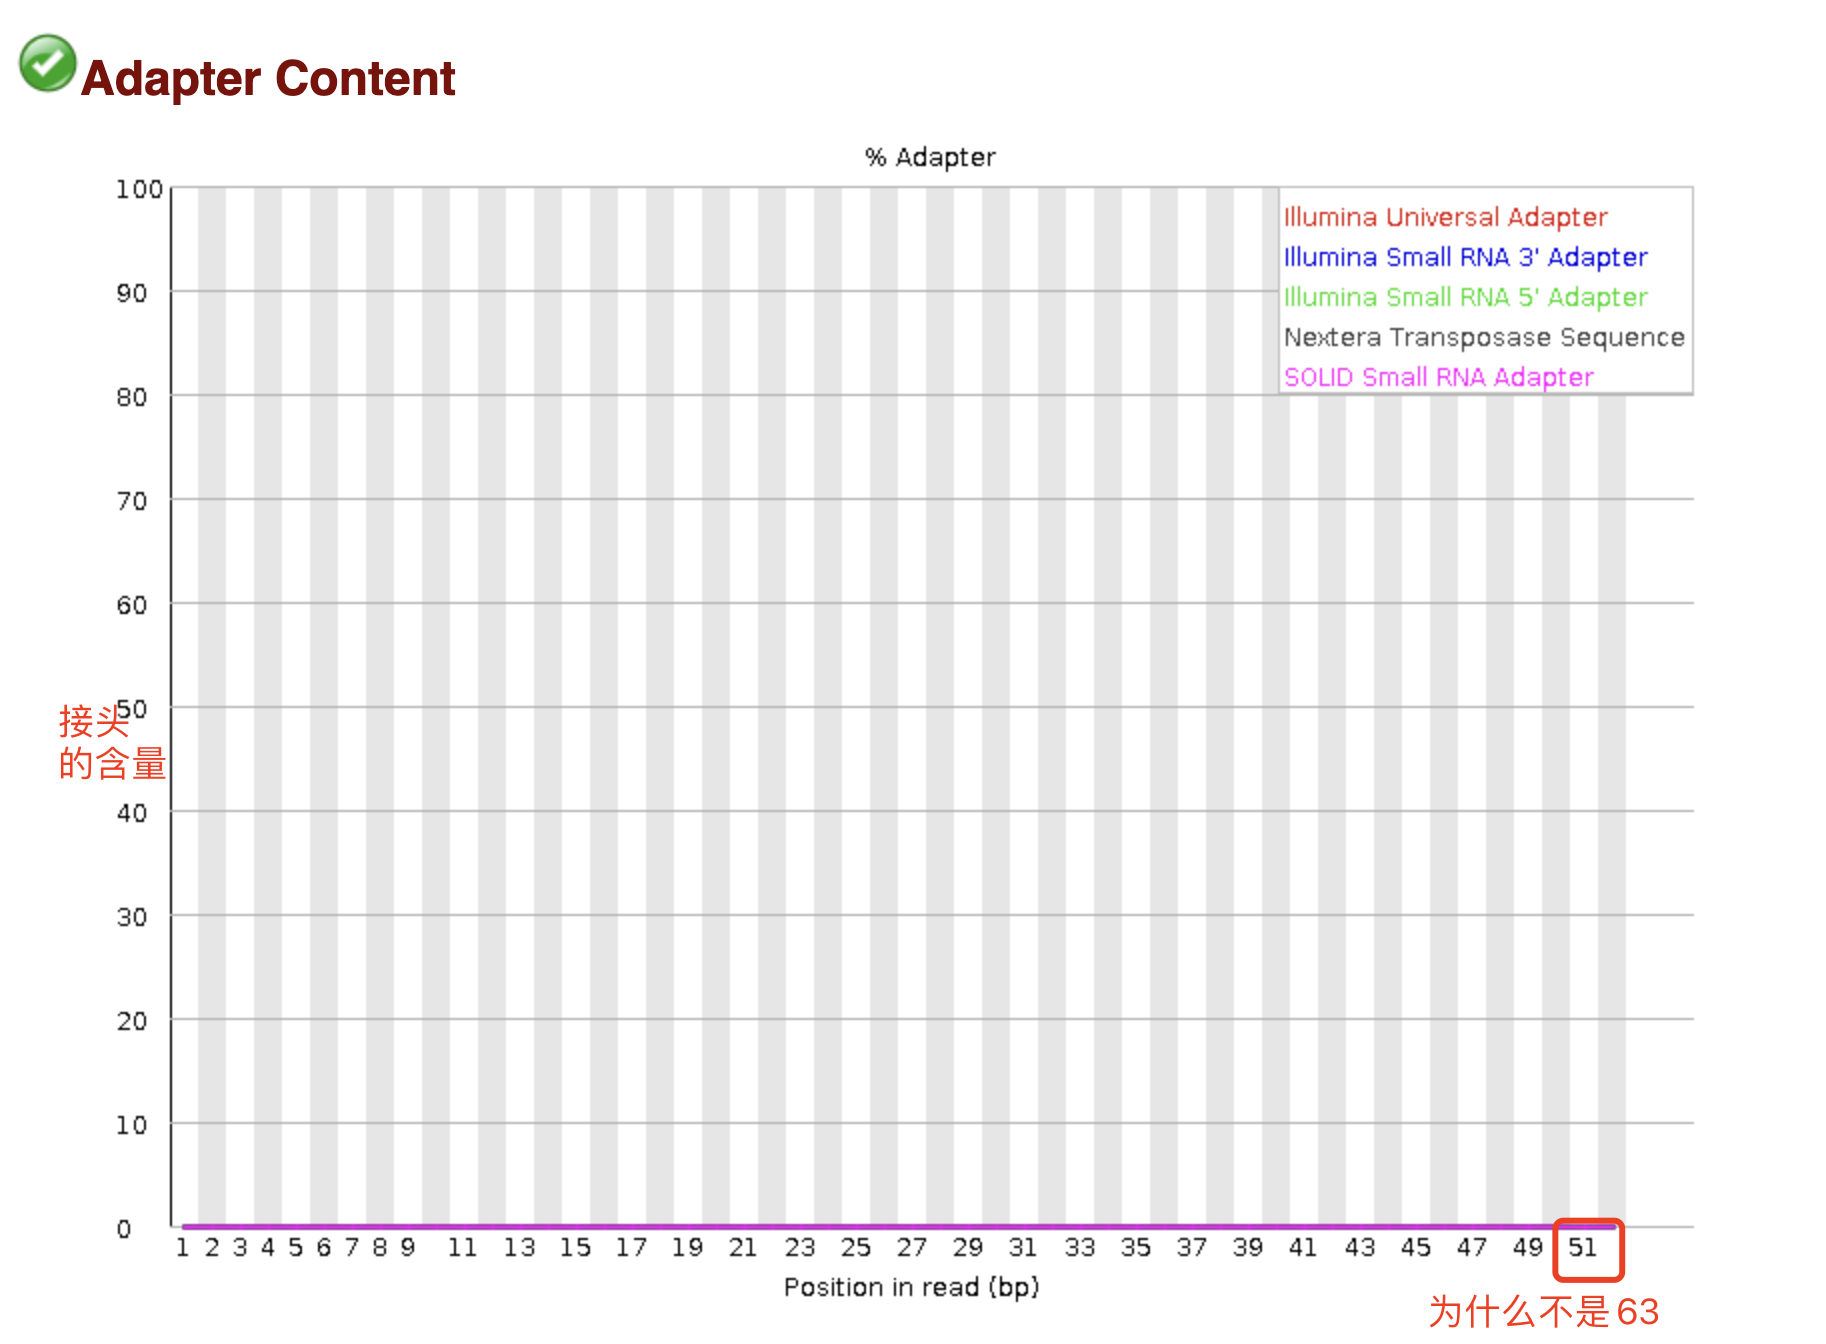 Adapter Content
% Adapter
100
Illumina Universal Adapter
Illumina Small RNA 3' Adapter
90
Illumina Small RNA 5' Adapter
Nextera Transposase Sequence
SOLID Small RNA Adapter
80
70
60
50
接头
的含量
40
30
20
10
0
1 2 3 4 5 6 7 8 9 11 13 15 17 19 21 23 25 27 29 31 33 35 37 39 41 43 45 47 49 51
Position in read (bp)
为什么不是63